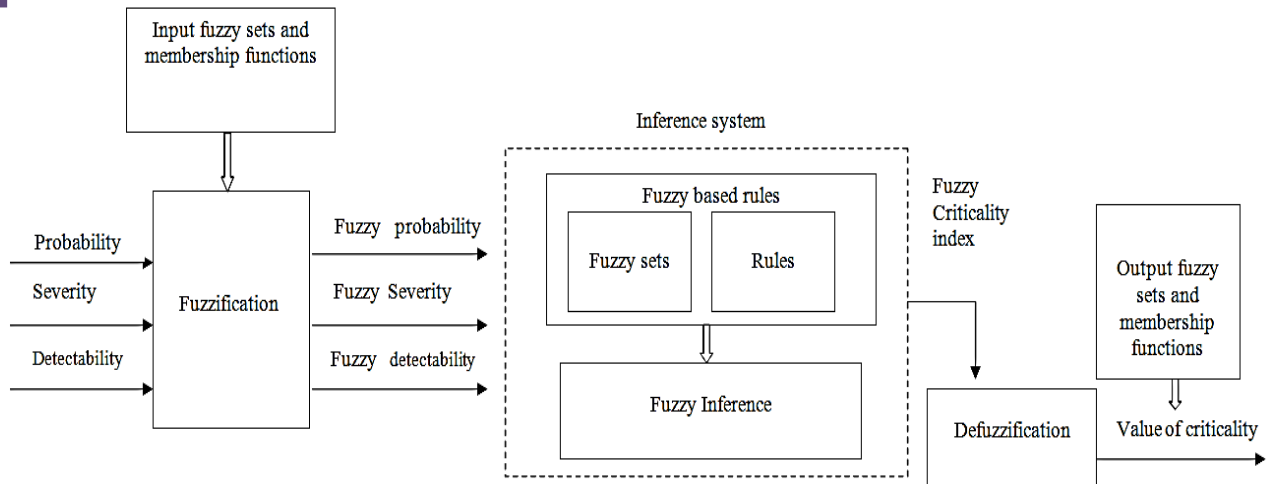 Input fuzzy sets and
membership functions
Inference system
Fuzzy based rules
Fuzzy sets
Rules
Fuzzy Inference
Probability
Severity
Detectability
Fuzzification
Fuzzy probability
Fuzzy Severity
Fuzzy detectability
Fuzzy
Criticality
index
Output fuzzy
sets and
membership
functions
Defuzzification
Value of criticality